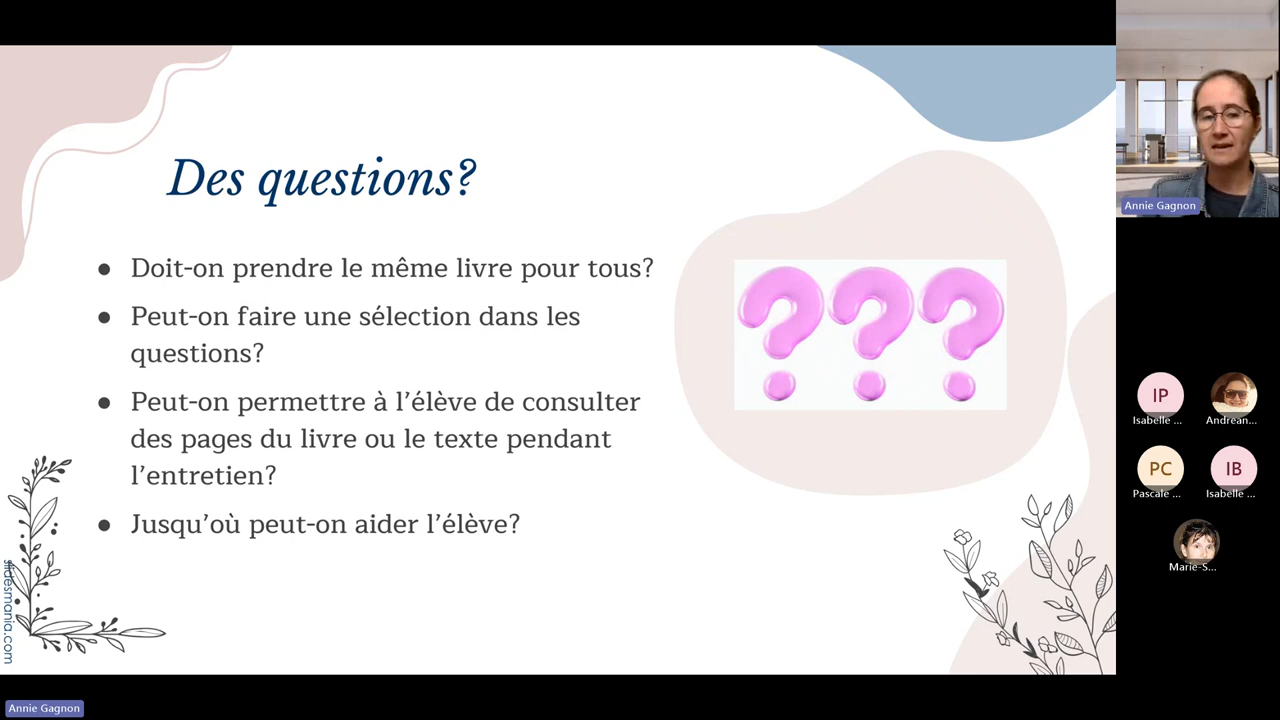 Des questions?
● Doit-on prendre le même livre pour tous?
● Peut-on faire une sélection dans les
questions?
● Peut-on permettre à l'élève de consulter
des pages du livre ou le texte pendant
l'entretien?
● Jusqu'où peut-on aider l'élève?
???
slidesmania.com
Annie Gagnon
IP
Isabelle ...
Andrean...
PC
Pascale ...
IB
Isabelle ...
Marie-S...
Annie Gagnon